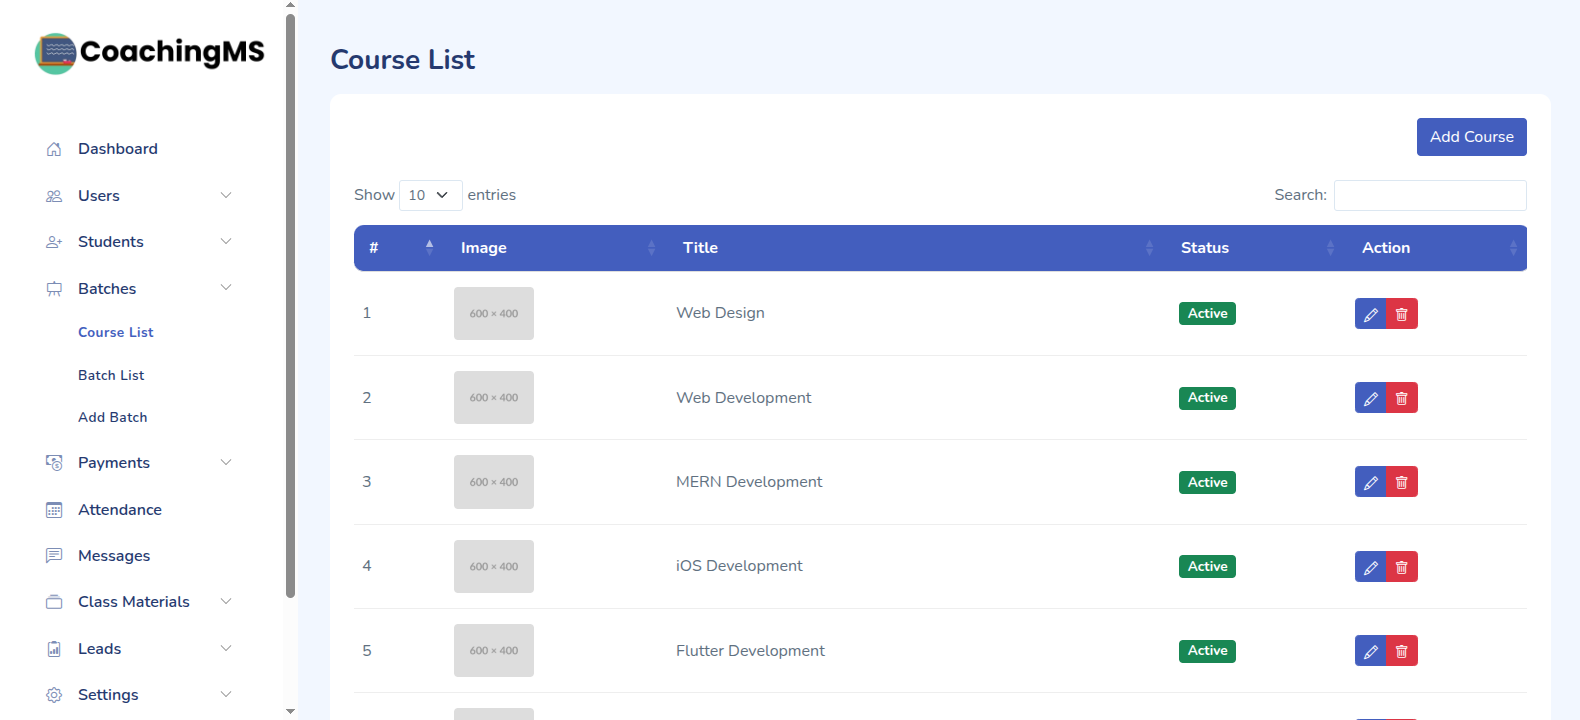 CoachingMS
Dashboard
Users
Students
Batches
Course List
Batch List
Add Batch
Payments
Attendance
Messages
Class Materials
Leads
Settings
Course List
Add Course
Show 10 entries
Search:
# Image Title Status Action
1 600 × 400 Web Design Active
2 600 × 400 Web Development Active
3 600 × 400 MERN Development Active
4 600 × 400 iOS Development Active
5 600 × 400 Flutter Development Active